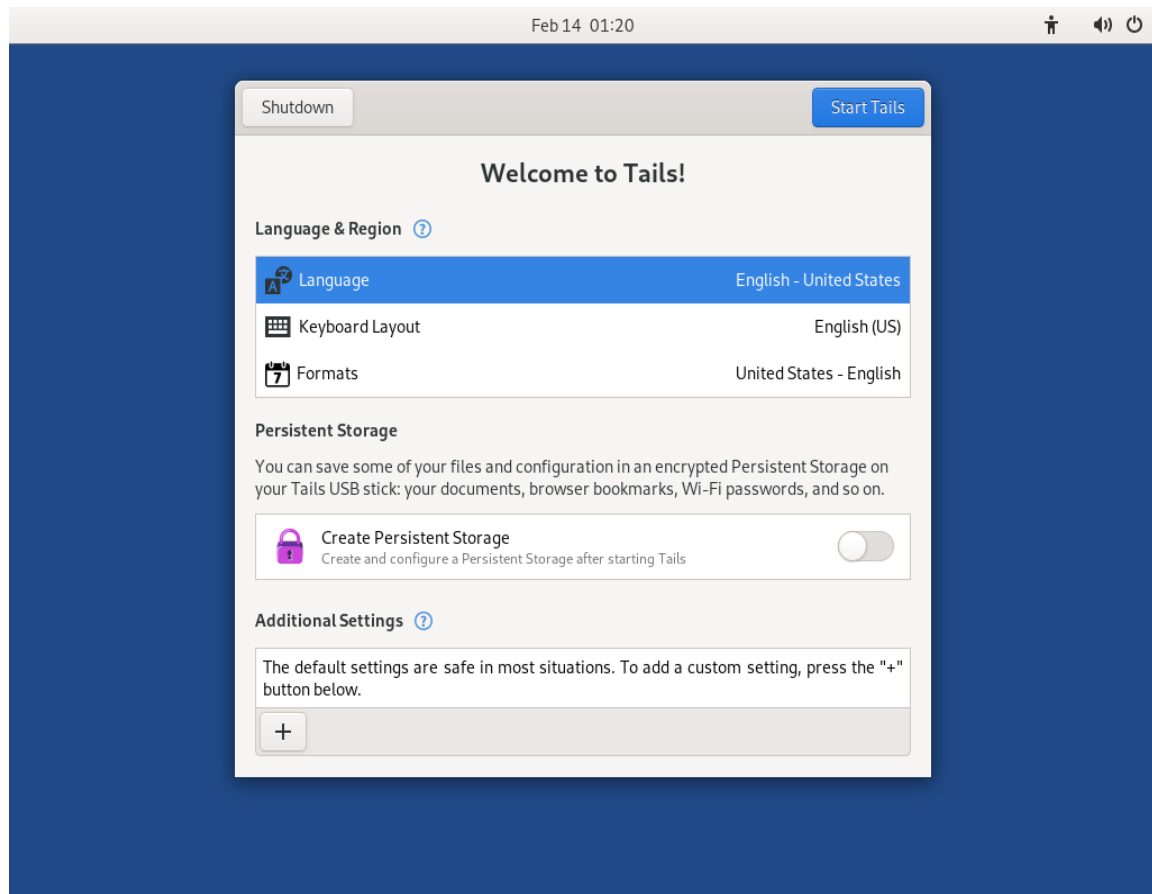 Feb 14 01:20
Shutdown
Start Tails
Welcome to Tails!
Language & Region ?
Language English - United States
Keyboard Layout English (US)
7 Formats United States - English
Persistent Storage
You can save some of your files and configuration in an encrypted Persistent Storage on
your Tails USB stick: your documents, browser bookmarks, Wi-Fi passwords, and so on.
Create Persistent Storage
Create and configure a Persistent Storage after starting Tails
Additional Settings ?
The default settings are safe in most situations. To add a custom setting, press the "+"
button below.
+